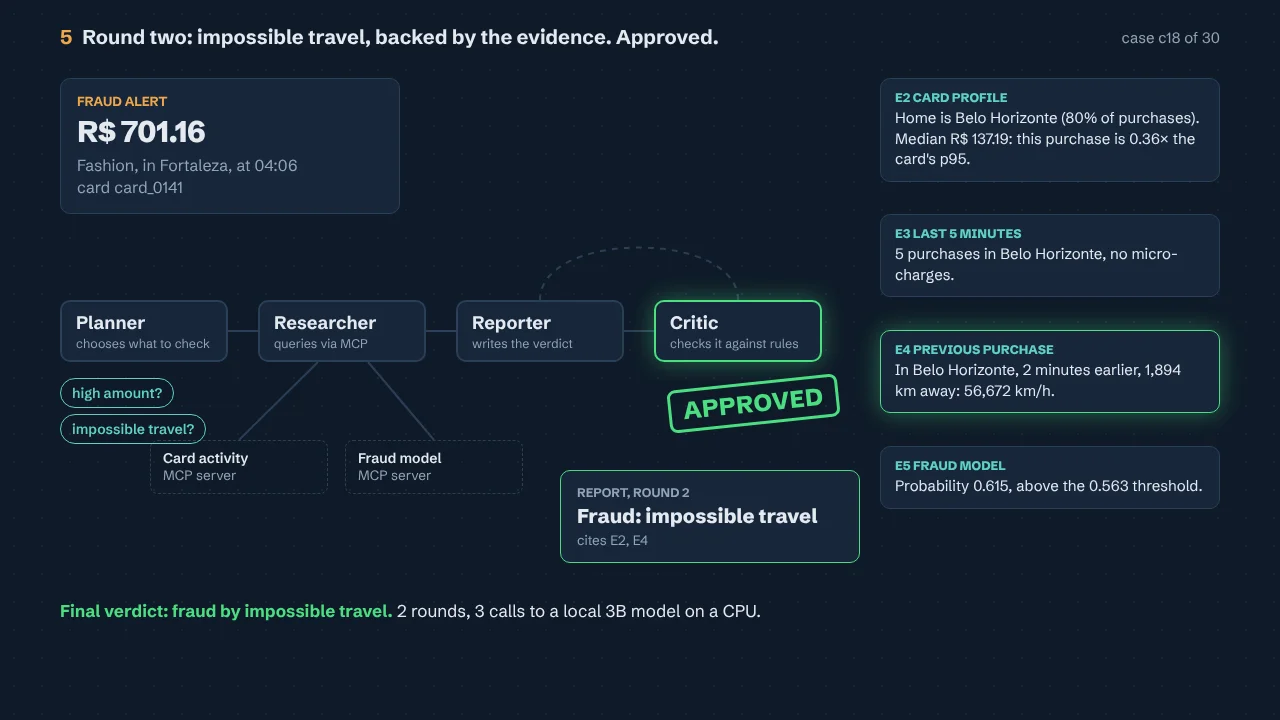 5 Round two: impossible travel, backed by the evidence. Approved.
case c18 of 30
FRAUD ALERT
R$ 701.16
Fashion, in Fortaleza, at 04:06
card card_0141
E2 CARD PROFILE
Home is Belo Horizonte (80% of purchases).
Median R$ 137.19: this purchase is 0.36× the
card's p95.
E3 LAST 5 MINUTES
5 purchases in Belo Horizonte, no micro-
charges.
Planner
chooses what to check
Researcher
queries via MCP
Reporter
writes the verdict
Critic
checks it against rules
E4 PREVIOUS PURCHASE
In Belo Horizonte, 2 minutes earlier, 1,894
km away: 56,672 km/h.
high amount?
impossible travel?
APPROVED
Card activity
MCP server
Fraud model
MCP server
E5 FRAUD MODEL
Probability 0.615, above the 0.563 threshold.
REPORT, ROUND 2
Fraud: impossible travel
cites E2, E4
Final verdict: fraud by impossible travel. 2 rounds, 3 calls to a local 3B model on a CPU.